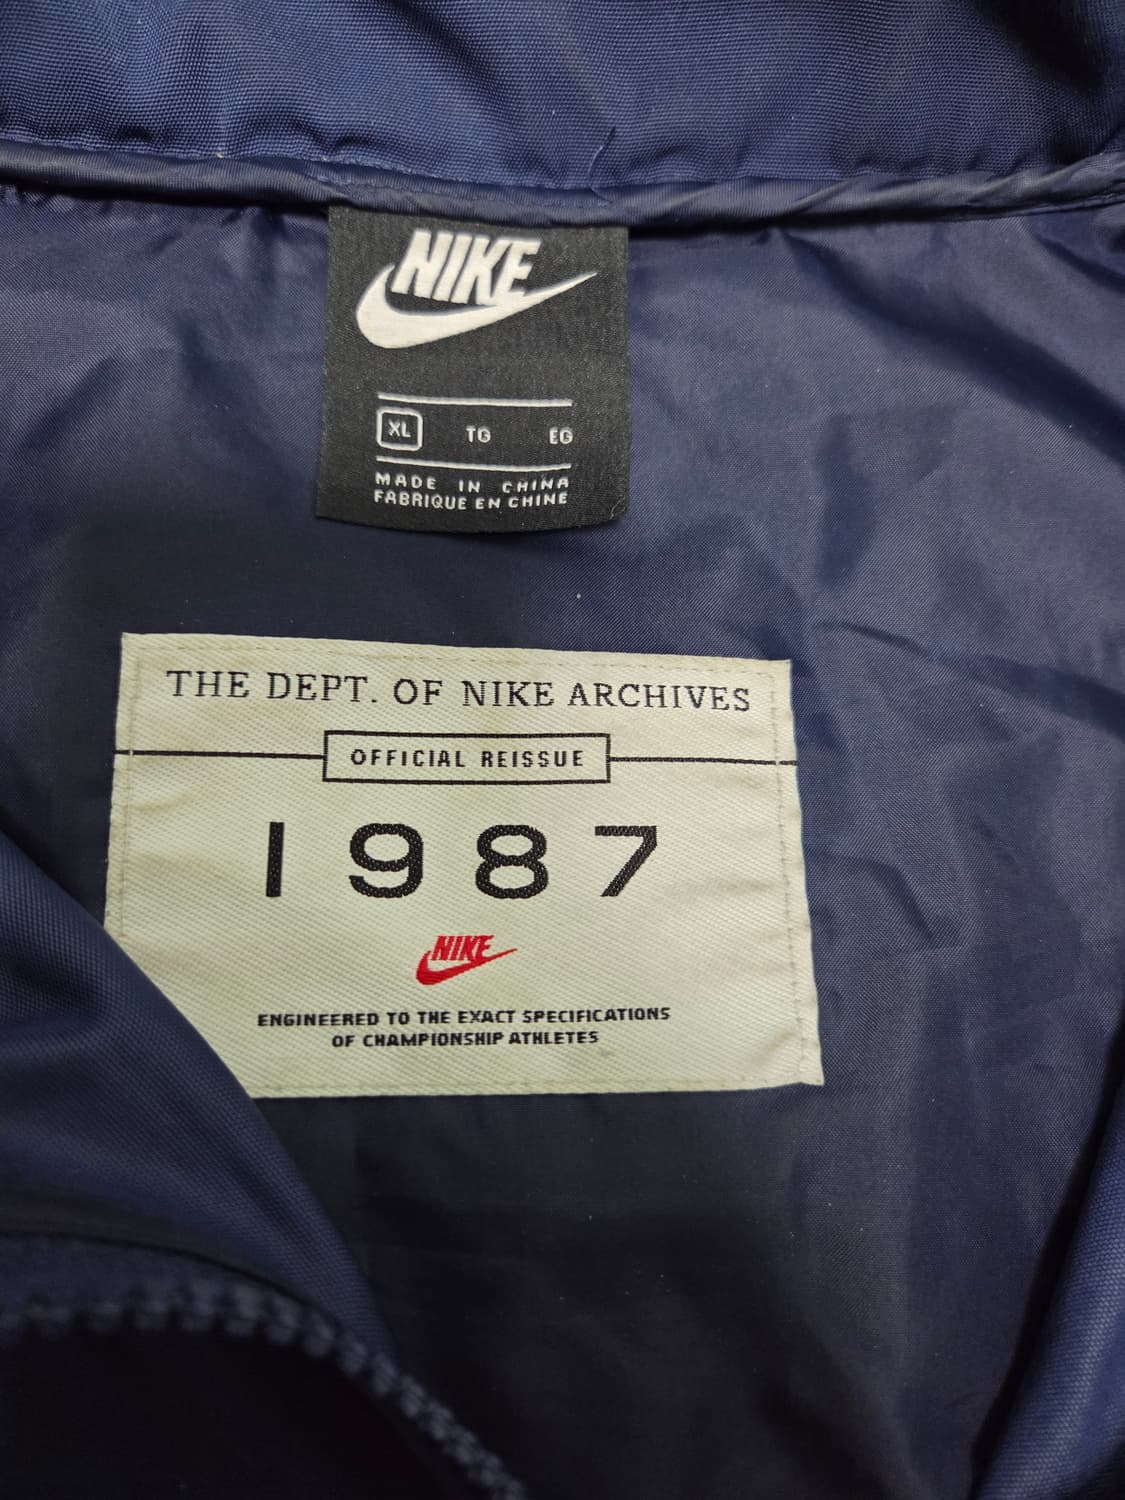 NIKE
XL TG EG
MADE IN CHINA
FABRIQUE EN CHINE
THE DEPT. OF NIKE ARCHIVES
OFFICIAL REISSUE
1987
NIKE
ENGINEERED TO THE EXACT SPECIFICATIONS
OF CHAMPIONSHIP ATHLETES